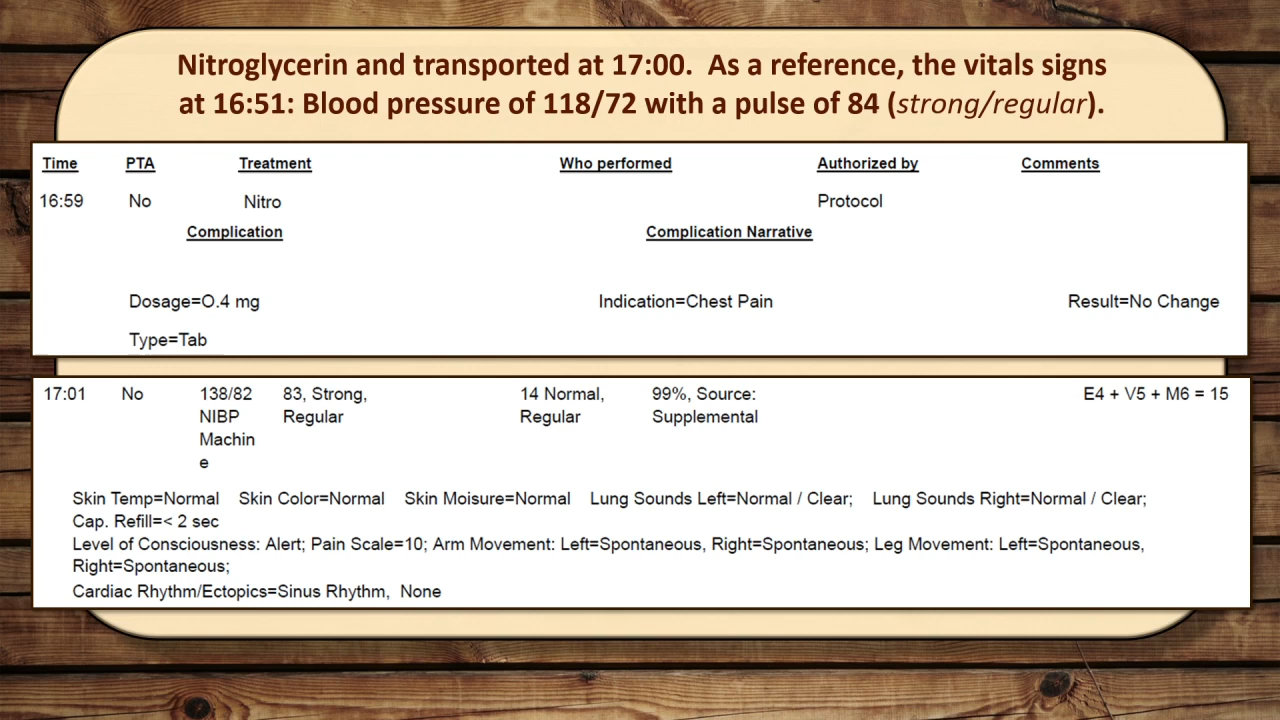 Nitroglycerin and transported at 17:00. As a reference, the vitals signs
at 16:51: Blood pressure of 118/72 with a pulse of 84 (strong/regular).
Time PTA Treatment Who performed Authorized by Comments
16:59 No Nitro Protocol
Complication Complication Narrative
Dosage=O.4 mg Indication=Chest Pain Result=No Change
Type=Tab
17:01 No 138/82 83, Strong, 14 Normal, 99%, Source: E4 + V5 + M6 = 15
NIBP Regular Regular Supplemental
Machin
e
Skin Temp=Normal Skin Color=Normal Skin Moisure=Normal Lung Sounds Left=Normal / Clear; Lung Sounds Right=Normal / Clear;
Cap. Refill=< 2 sec
Level of Consciousness: Alert; Pain Scale=10; Arm Movement: Left=Spontaneous, Right=Spontaneous; Leg Movement: Left=Spontaneous,
Right=Spontaneous;
Cardiac Rhythm/Ectopics=Sinus Rhythm, None